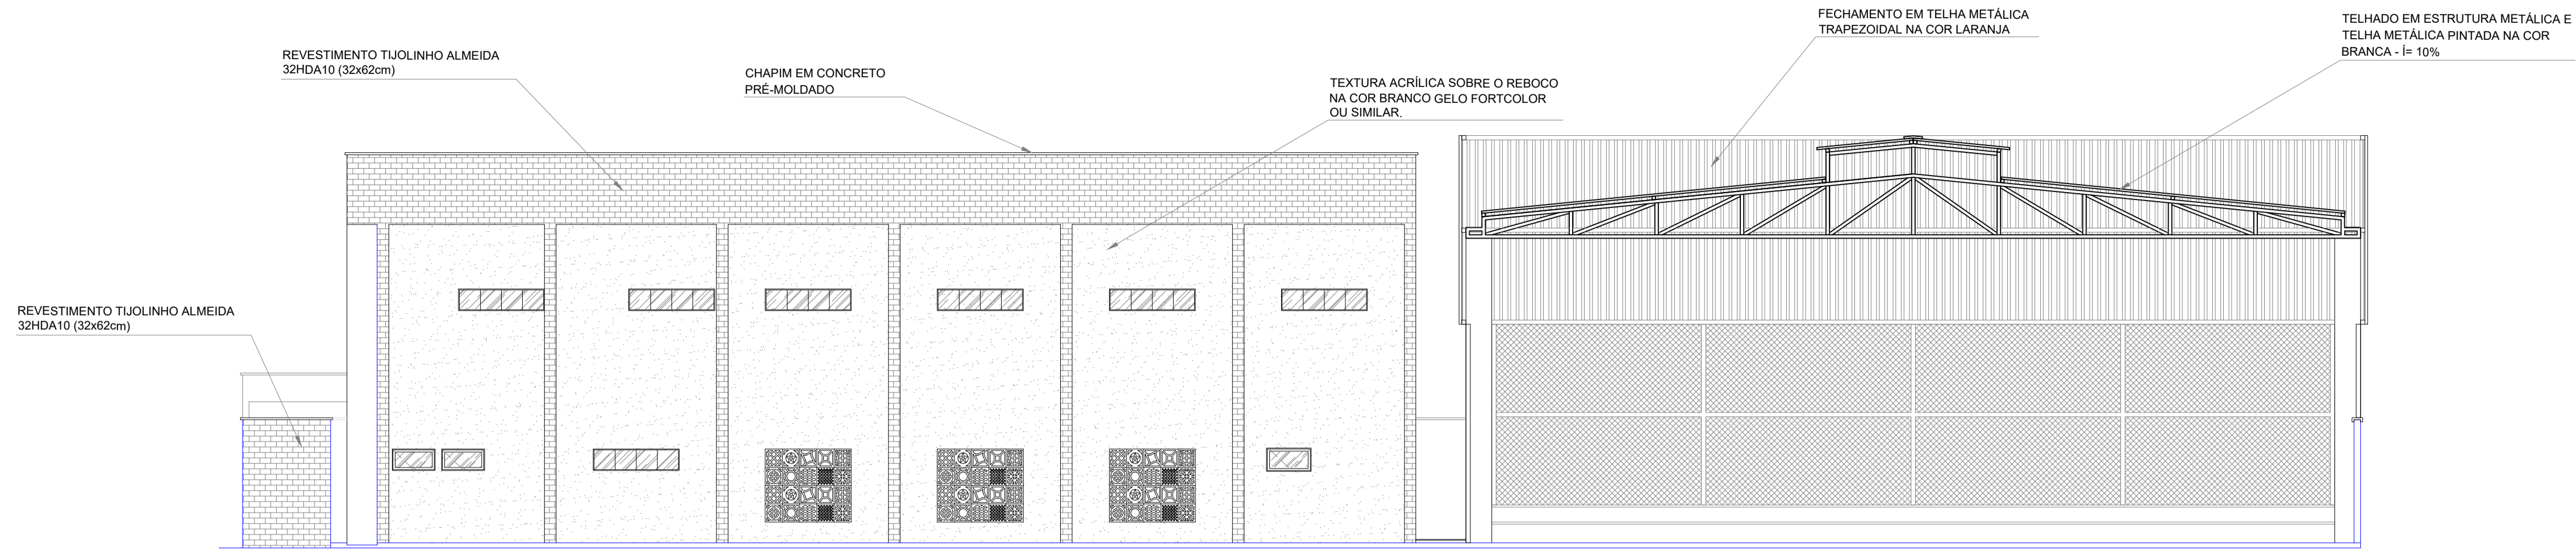 FECHAMENTO EM TELHA METÁLICA
TRAPEZOIDAL NA COR LARANJA
TELHADO EM ESTRUTURA METÁLICA E
TELHA METÁLICA PINTADA NA COR
BRANCA - Í= 10%
REVESTIMENTO TIJOLINHO ALMEIDA
32HDA10 (32x62cm)
CHAPIM EM CONCRETO
PRÉ-MOLDADO
TEXTURA ACRÍLICA SOBRE O REBOCO
NA COR BRANCO GELO FORTCOLOR
OU SIMILAR.
REVESTIMENTO TIJOLINHO ALMEIDA
32HDA10 (32x62cm)